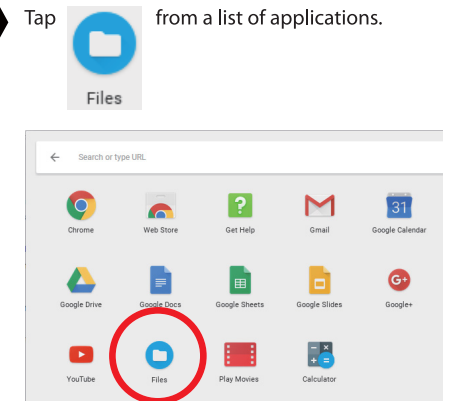 Tap from a list of applications.
Files
Search or type URL
Chrome Web Store Get Help Gmail 31 Google Calendar
Google Drive Google Docs Google Sheets Google Slides G+ Google+
YouTube Files Play Movies Calculator